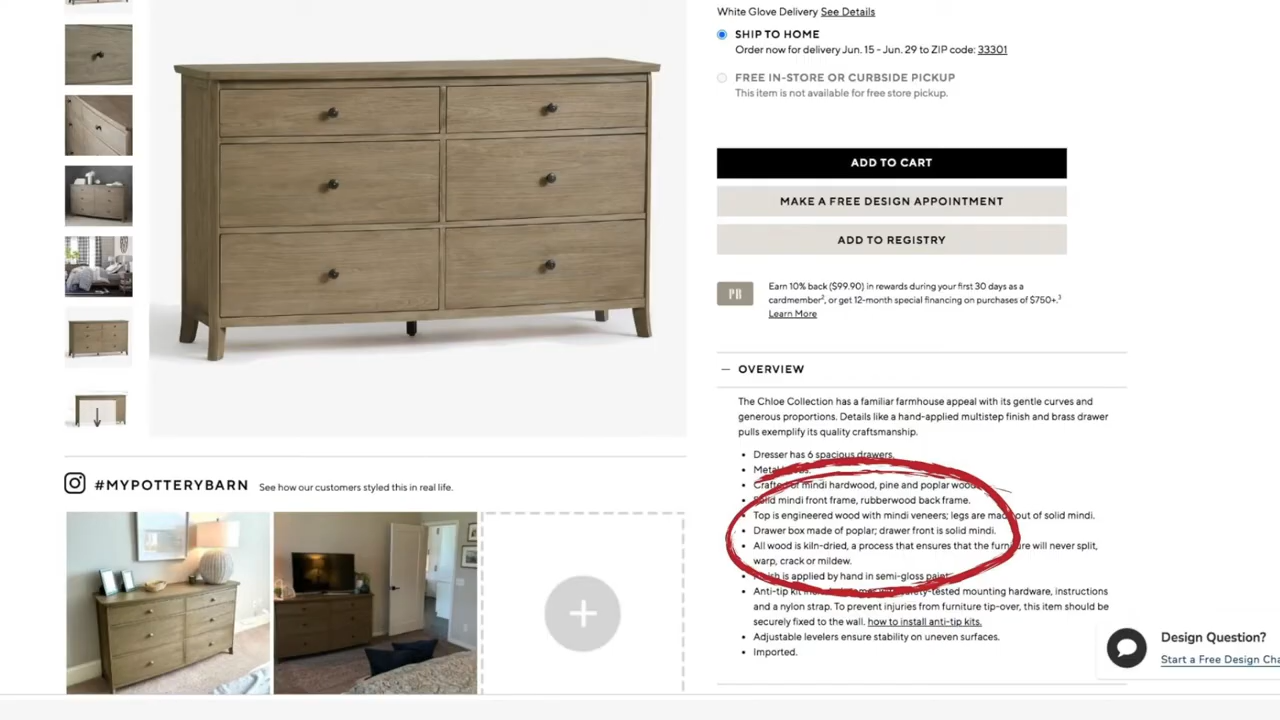 White Glove Delivery See Details
SHIP TO HOME
Order now for delivery Jun. 15 - Jun. 29 to ZIP code: 33301
FREE IN-STORE OR CURBSIDE PICKUP
This item is not available for free store pickup.
ADD TO CART
MAKE A FREE DESIGN APPOINTMENT
ADD TO REGISTRY
PB
Earn 10% back ($99.90) in rewards during your first 30 days as a
cardmember², or get 12-month special financing on purchases of $750+.³
Learn More
OVERVIEW
The Chloe Collection has a familiar farmhouse appeal with its gentle curves and
generous proportions. Details like a hand-applied multistep finish and brass drawer
pulls exemplify its quality craftsmanship.
Dresser has 6 spacious drawers.
Metal
Crafted of mindi hardwood, pine and poplar wood
Solid mindi front frame, rubberwood back frame.
Top is engineered wood with mindi veneers; legs are made out of solid mindi.
Drawer box made of poplar; drawer front is solid mindi.
All wood is kiln-dried, a process that ensures that the furniture will never split,
warp, crack or mildew.
Finish is applied by hand in semi-gloss paint
Anti-tip kit safety-tested mounting hardware, instructions
and a nylon strap. To prevent injuries from furniture tip-over, this item should be
securely fixed to the wall. how to install anti-tip kits.
Adjustable levelers ensure stability on uneven surfaces.
Imported.
#MYPOTTERYBARN See how our customers styled this in real life.
Design Question?
Start a Free Design Cha